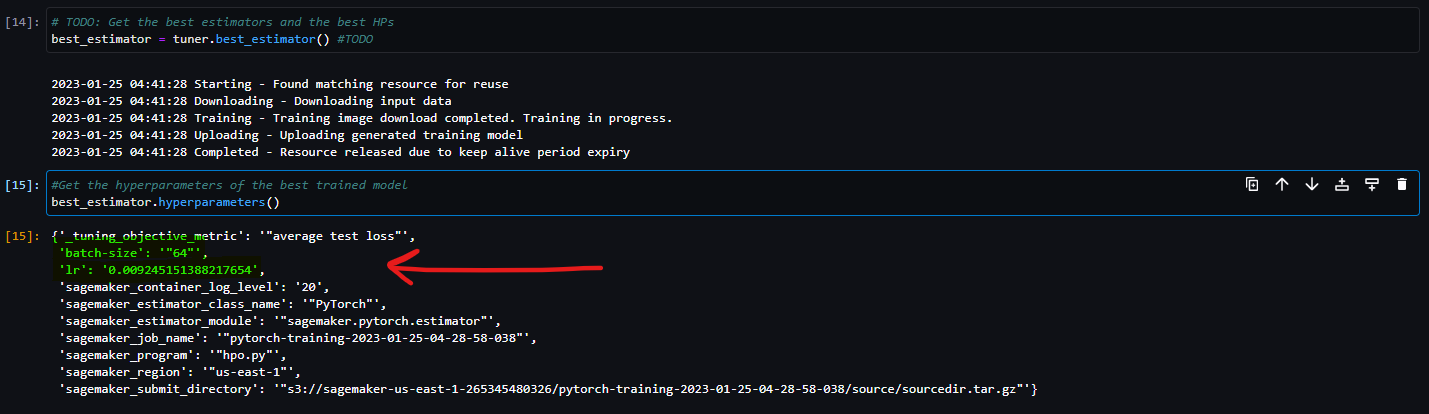 [14]: # TODO: Get the best estimators and the best HPs
best_estimator = tuner.best_estimator() #TODO
2023-01-25 04:41:28 Starting - Found matching resource for reuse
2023-01-25 04:41:28 Downloading - Downloading input data
2023-01-25 04:41:28 Training - Training image download completed. Training in progress.
2023-01-25 04:41:28 Uploading - Uploading generated training model
2023-01-25 04:41:28 Completed - Resource released due to keep alive period expiry
[15]: #Get the hyperparameters of the best trained model
best_estimator.hyperparameters()
[15]: {'_tuning_objective_metric': '"average test loss"',
'batch-size': '"64"',
'lr': '0.009245151388217654',
'sagemaker_container_log_level': '20',
'sagemaker_estimator_class_name': '"PyTorch"',
'sagemaker_estimator_module': '"sagemaker.pytorch.estimator"',
'sagemaker_job_name': '"pytorch-training-2023-01-25-04-28-58-038"',
'sagemaker_program': '"hpo.py"',
'sagemaker_region': '"us-east-1"',
'sagemaker_submit_directory': '"s3://sagemaker-us-east-1-265345480326/pytorch-training-2023-01-25-04-28-58-038/source/sourcedir.tar.gz"'}